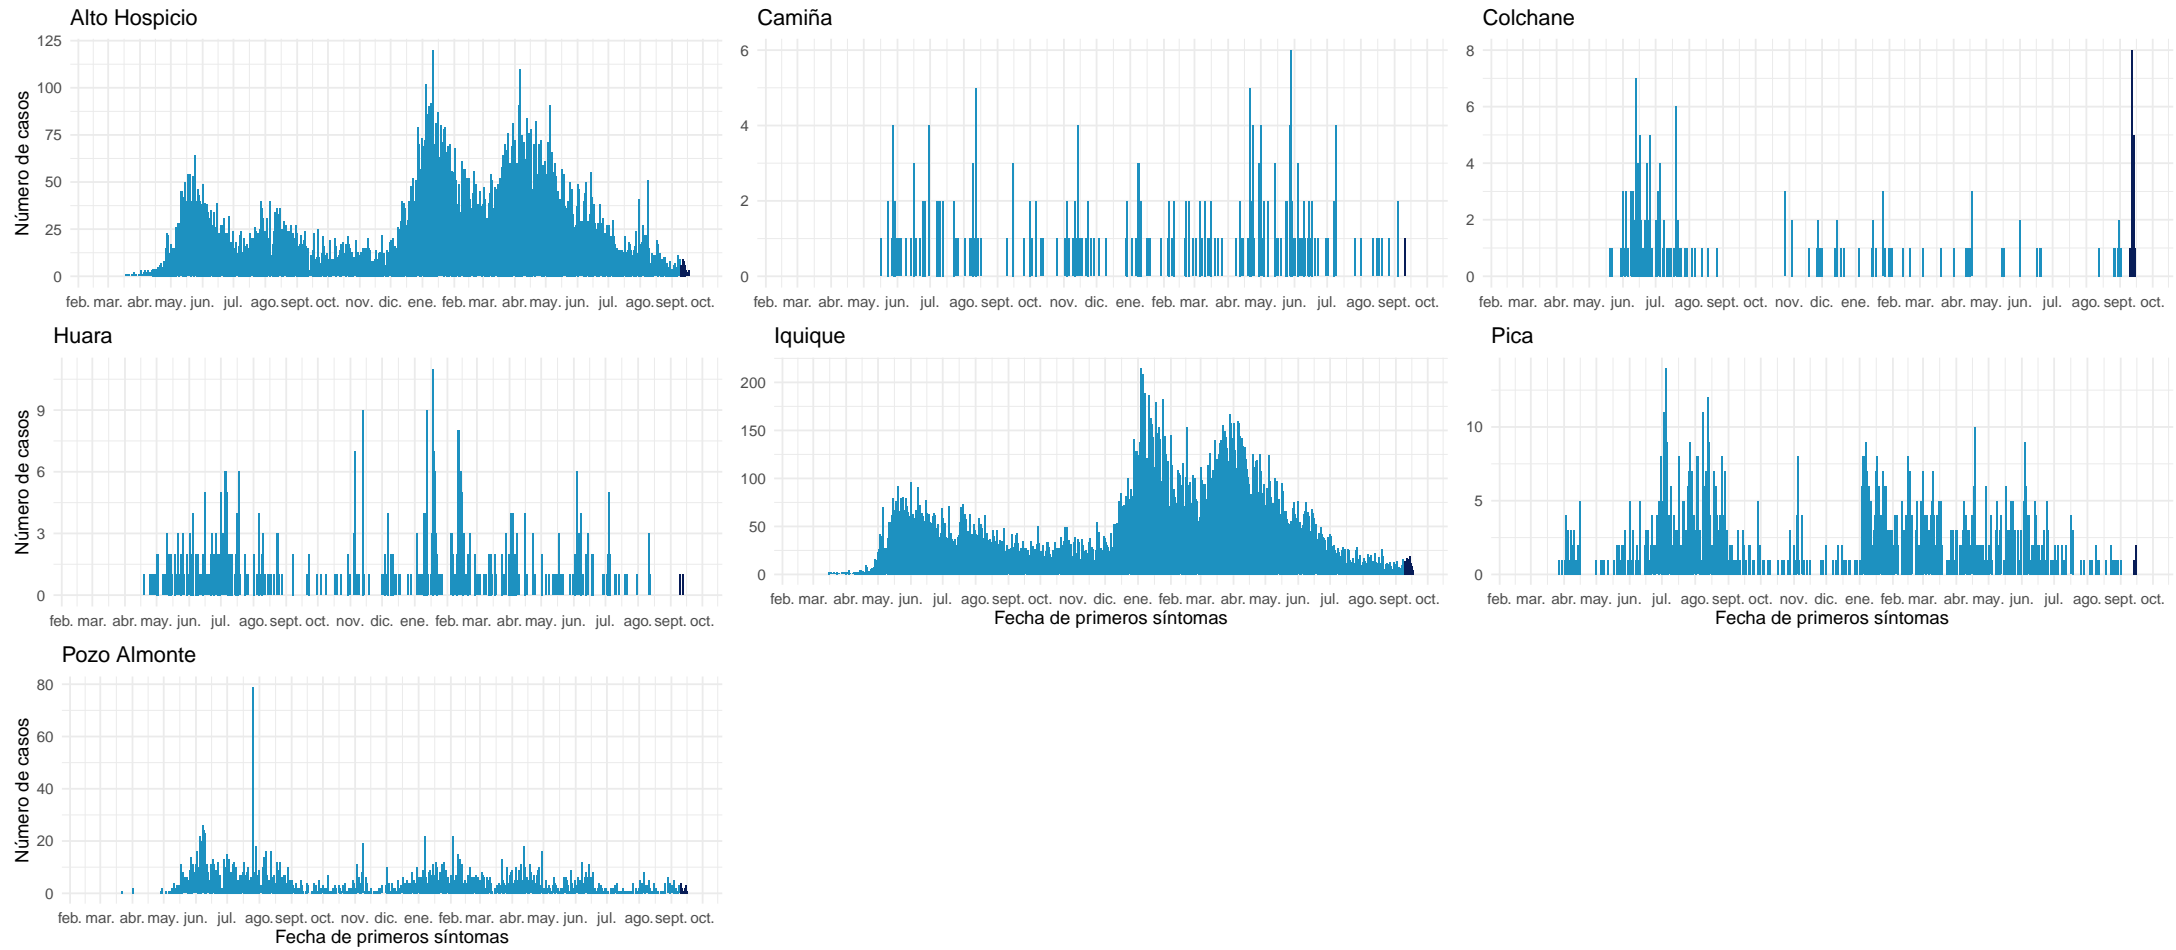 Alto Hospicio
Número de casos
125
100
75
50
25
0
feb. mar. abr. may. jun. jul. ago. sept. oct. nov. dic. ene. feb. mar. abr. may. jun. jul. ago. sept. oct.
Camiña
6
4
2
0
feb. mar. abr. may. jun. jul. ago. sept. oct. nov. dic. ene. feb. mar. abr. may. jun. jul. ago. sept. oct.
Colchane
8
6
4
2
0
feb. mar. abr. may. jun. jul. ago. sept. oct. nov. dic. ene. feb. mar. abr. may. jun. jul. ago. sept. oct.
Huara
Número de casos
9
6
3
0
feb. mar. abr. may. jun. jul. ago. sept. oct. nov. dic. ene. feb. mar. abr. may. jun. jul. ago. sept. oct.
Iquique
200
150
100
50
0
feb. mar. abr. may. jun. jul. ago. sept. oct. nov. dic. ene. feb. mar. abr. may. jun. jul. ago. sept. oct.
Fecha de primeros síntomas
Pica
10
5
0
feb. mar. abr. may. jun. jul. ago. sept. oct. nov. dic. ene. feb. mar. abr. may. jun. jul. ago. sept. oct.
Fecha de primeros síntomas
Pozo Almonte
Número de casos
80
60
40
20
0
feb. mar. abr. may. jun. jul. ago. sept. oct. nov. dic. ene. feb. mar. abr. may. jun. jul. ago. sept. oct.
Fecha de primeros síntomas